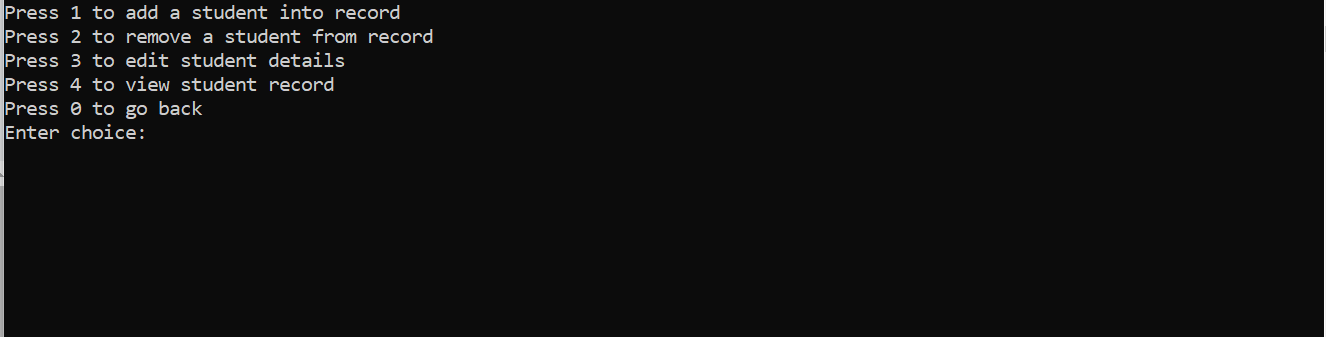 Press 1 to add a student into record
Press 2 to remove a student from record
Press 3 to edit student details
Press 4 to view student record
Press 0 to go back
Enter choice: